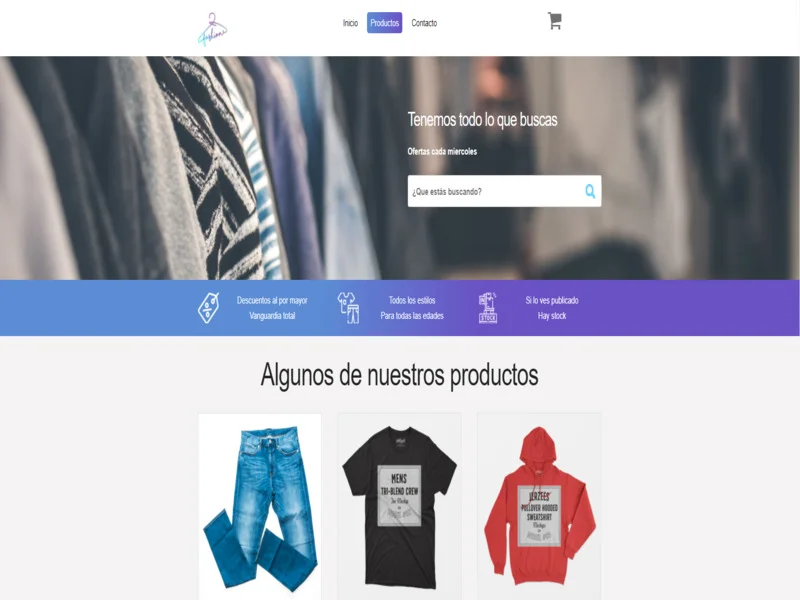 Fashions
Inicio
Productos
Contacto
Tenemos todo lo que buscas
Ofertas cada miercoles
¿Que estás buscando?
Descuentos al por mayor
Vanguardia total
Todos los estilos
Para todas las edades
STOCK
Si lo ves publicado
Hay stock
Algunos de nuestros productos
MENS
TRI-BLEND CREW
JERZEES
PULLOVER HOODED
SWEATSHIRT